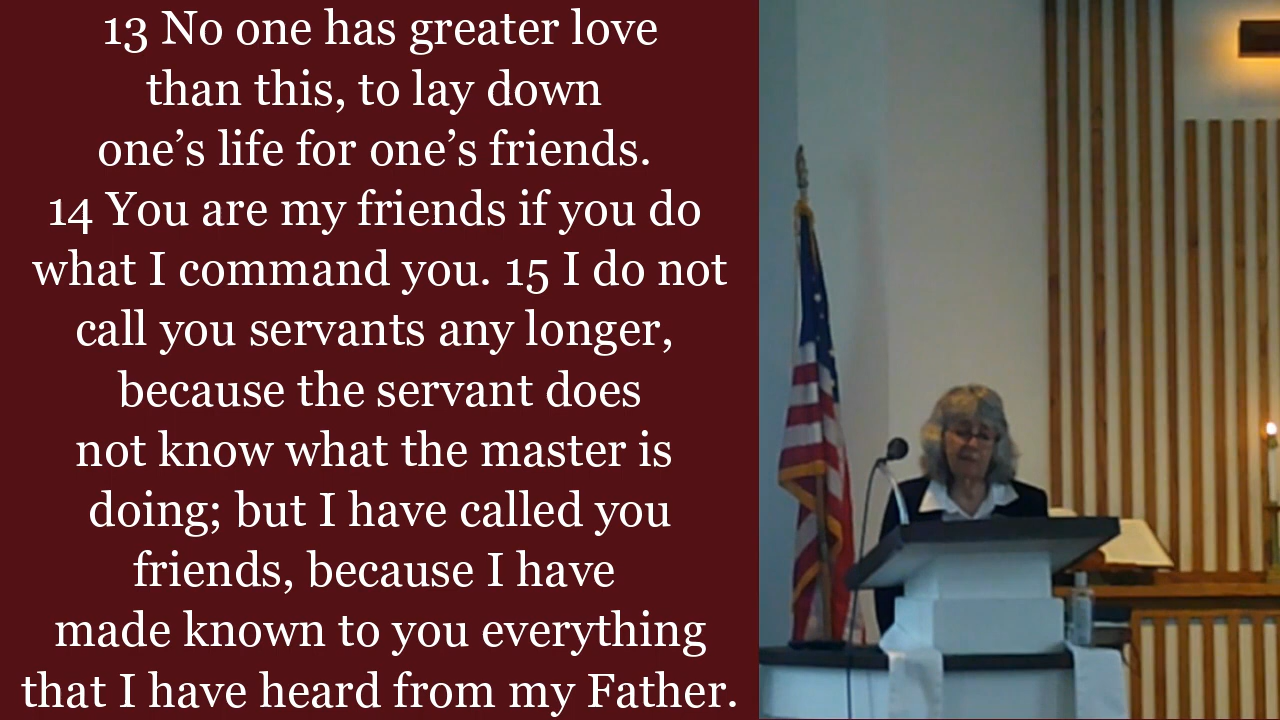 13 No one has greater love
than this, to lay down
one’s life for one’s friends.
14 You are my friends if you do
what I command you. 15 I do not
call you servants any longer,
because the servant does
not know what the master is
doing; but I have called you
friends, because I have
made known to you everything
that I have heard from my Father.